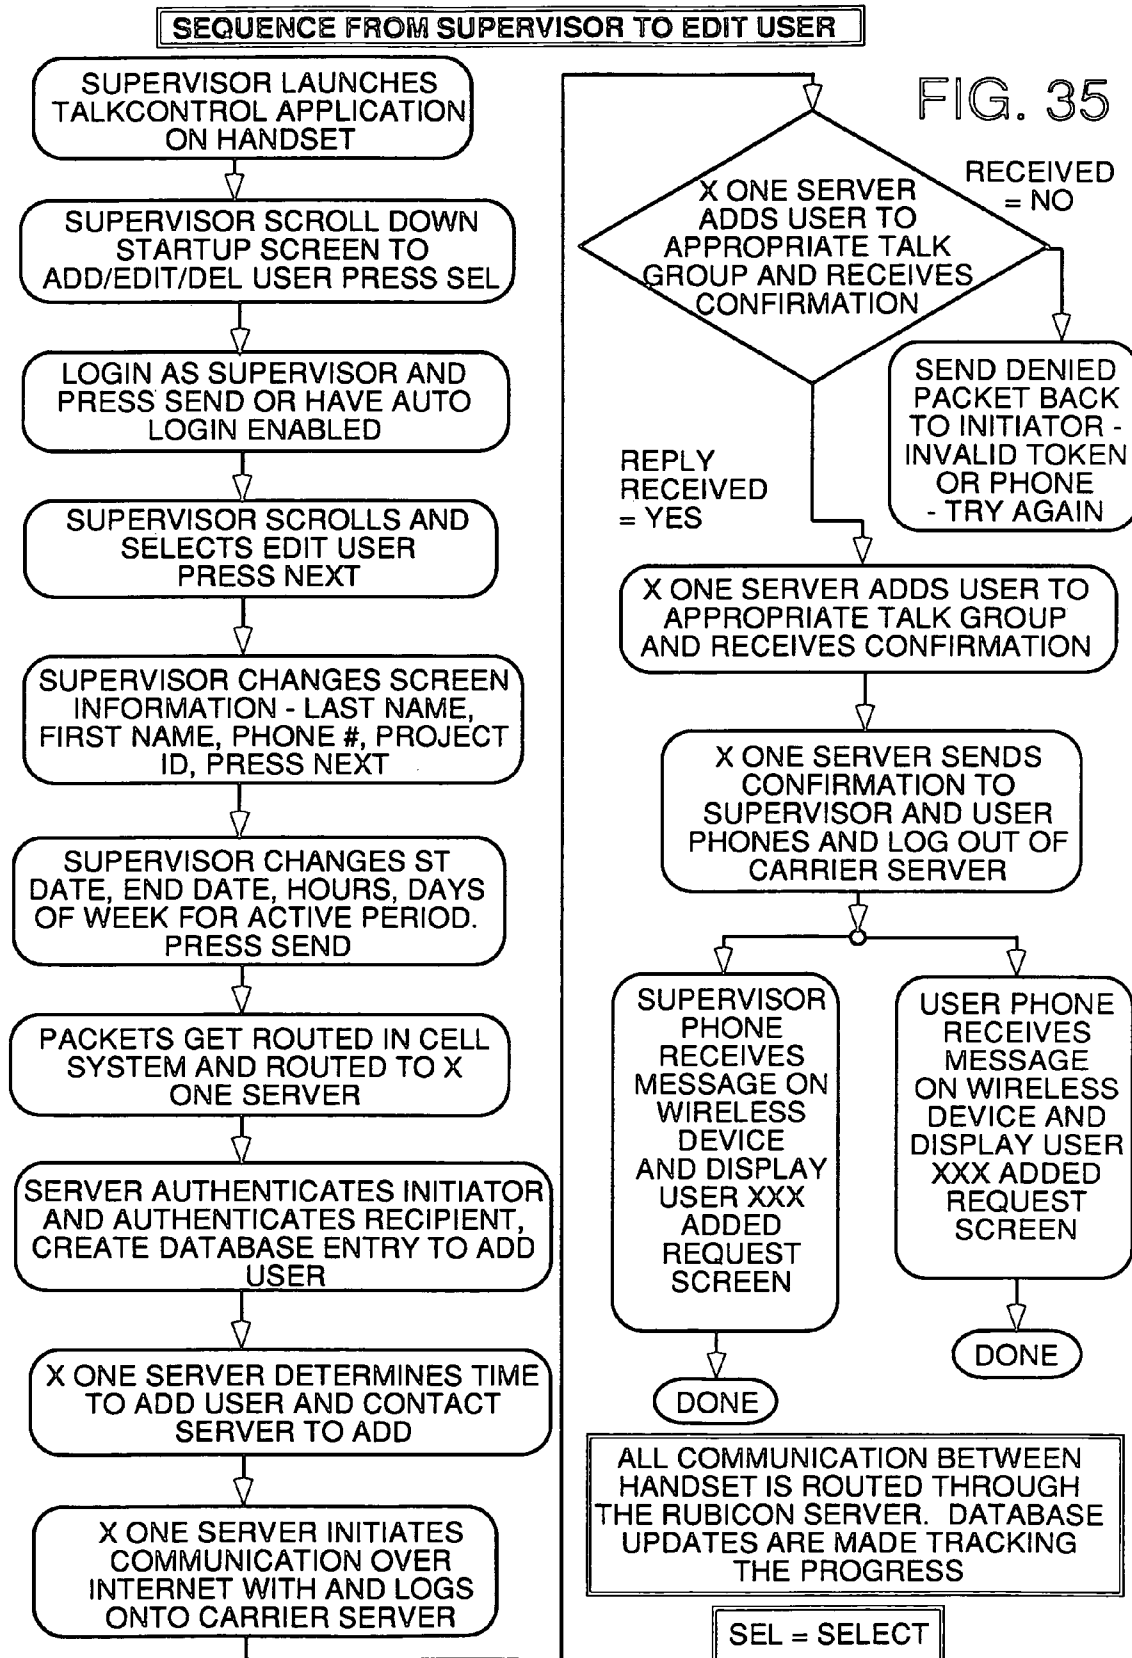 SEQUENCE FROM SUPERVISOR TO EDIT USER
SUPERVISOR LAUNCHES
TALKCONTROL APPLICATION
ON HANDSET
SUPERVISOR SCROLL DOWN
STARTUP SCREEN TO
ADD/EDIT/DEL USER PRESS SEL
LOGIN AS SUPERVISOR AND
PRESS SEND OR HAVE AUTO
LOGIN ENABLED
SUPERVISOR SCROLLS AND
SELECTS EDIT USER
PRESS NEXT
SUPERVISOR CHANGES SCREEN
INFORMATION - LAST NAME,
FIRST NAME, PHONE #, PROJECT
ID, PRESS NEXT
SUPERVISOR CHANGES ST
DATE, END DATE, HOURS, DAYS
OF WEEK FOR ACTIVE PERIOD.
PRESS SEND
PACKETS GET ROUTED IN CELL
SYSTEM AND ROUTED TO X
ONE SERVER
SERVER AUTHENTICATES INITIATOR
AND AUTHENTICATES RECIPIENT,
CREATE DATABASE ENTRY TO ADD
USER
X ONE SERVER DETERMINES TIME
TO ADD USER AND CONTACT
SERVER TO ADD
X ONE SERVER INITIATES
COMMUNICATION OVER
INTERNET WITH AND LOGS
ONTO CARRIER SERVER
FIG. 35
X ONE SERVER
ADDS USER TO
APPROPRIATE TALK
GROUP AND RECEIVES
CONFIRMATION
RECEIVED
= NO
SEND DENIED
PACKET BACK
TO INITIATOR -
INVALID TOKEN
OR PHONE
- TRY AGAIN
REPLY
RECEIVED
= YES
X ONE SERVER ADDS USER TO
APPROPRIATE TALK GROUP
AND RECEIVES CONFIRMATION
X ONE SERVER SENDS
CONFIRMATION TO
SUPERVISOR AND USER
PHONES AND LOG OUT OF
CARRIER SERVER
SUPERVISOR
PHONE
RECEIVES
MESSAGE ON
WIRELESS
DEVICE
AND DISPLAY
USER XXX
ADDED
REQUEST
SCREEN
DONE
USER PHONE
RECEIVES
MESSAGE
ON WIRELESS
DEVICE AND
DISPLAY USER
XXX ADDED
REQUEST
SCREEN
DONE
ALL COMMUNICATION BETWEEN
HANDSET IS ROUTED THROUGH
THE RUBICON SERVER. DATABASE
UPDATES ARE MADE TRACKING
THE PROGRESS
SEL = SELECT